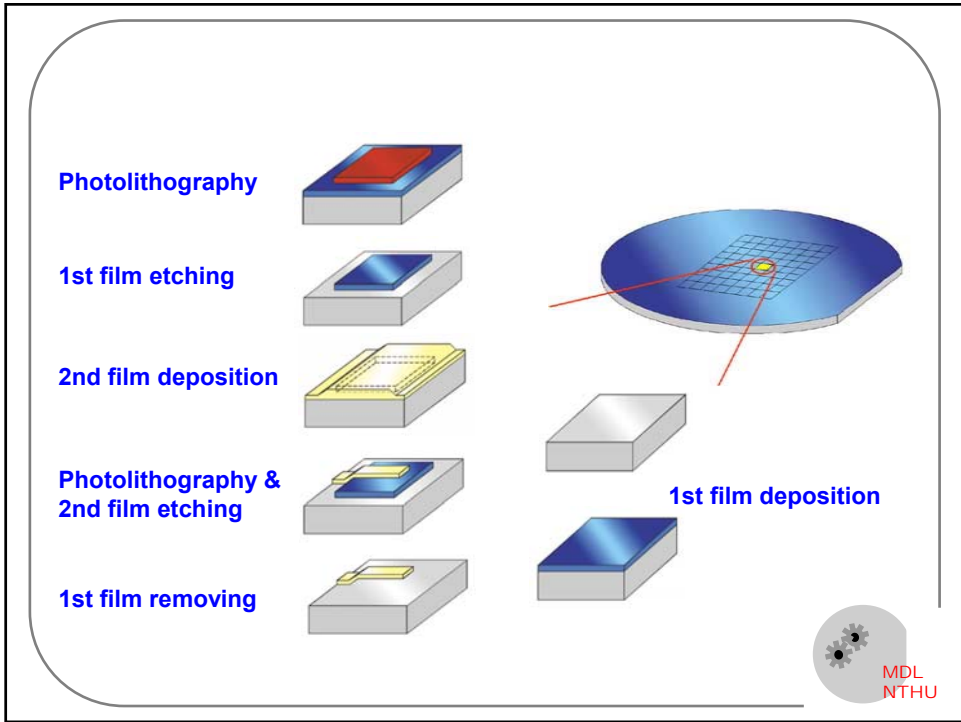 Photolithography
1st film etching
2nd film deposition
Photolithography &
2nd film etching
1st film removing
1st film deposition
MDL
NTHU